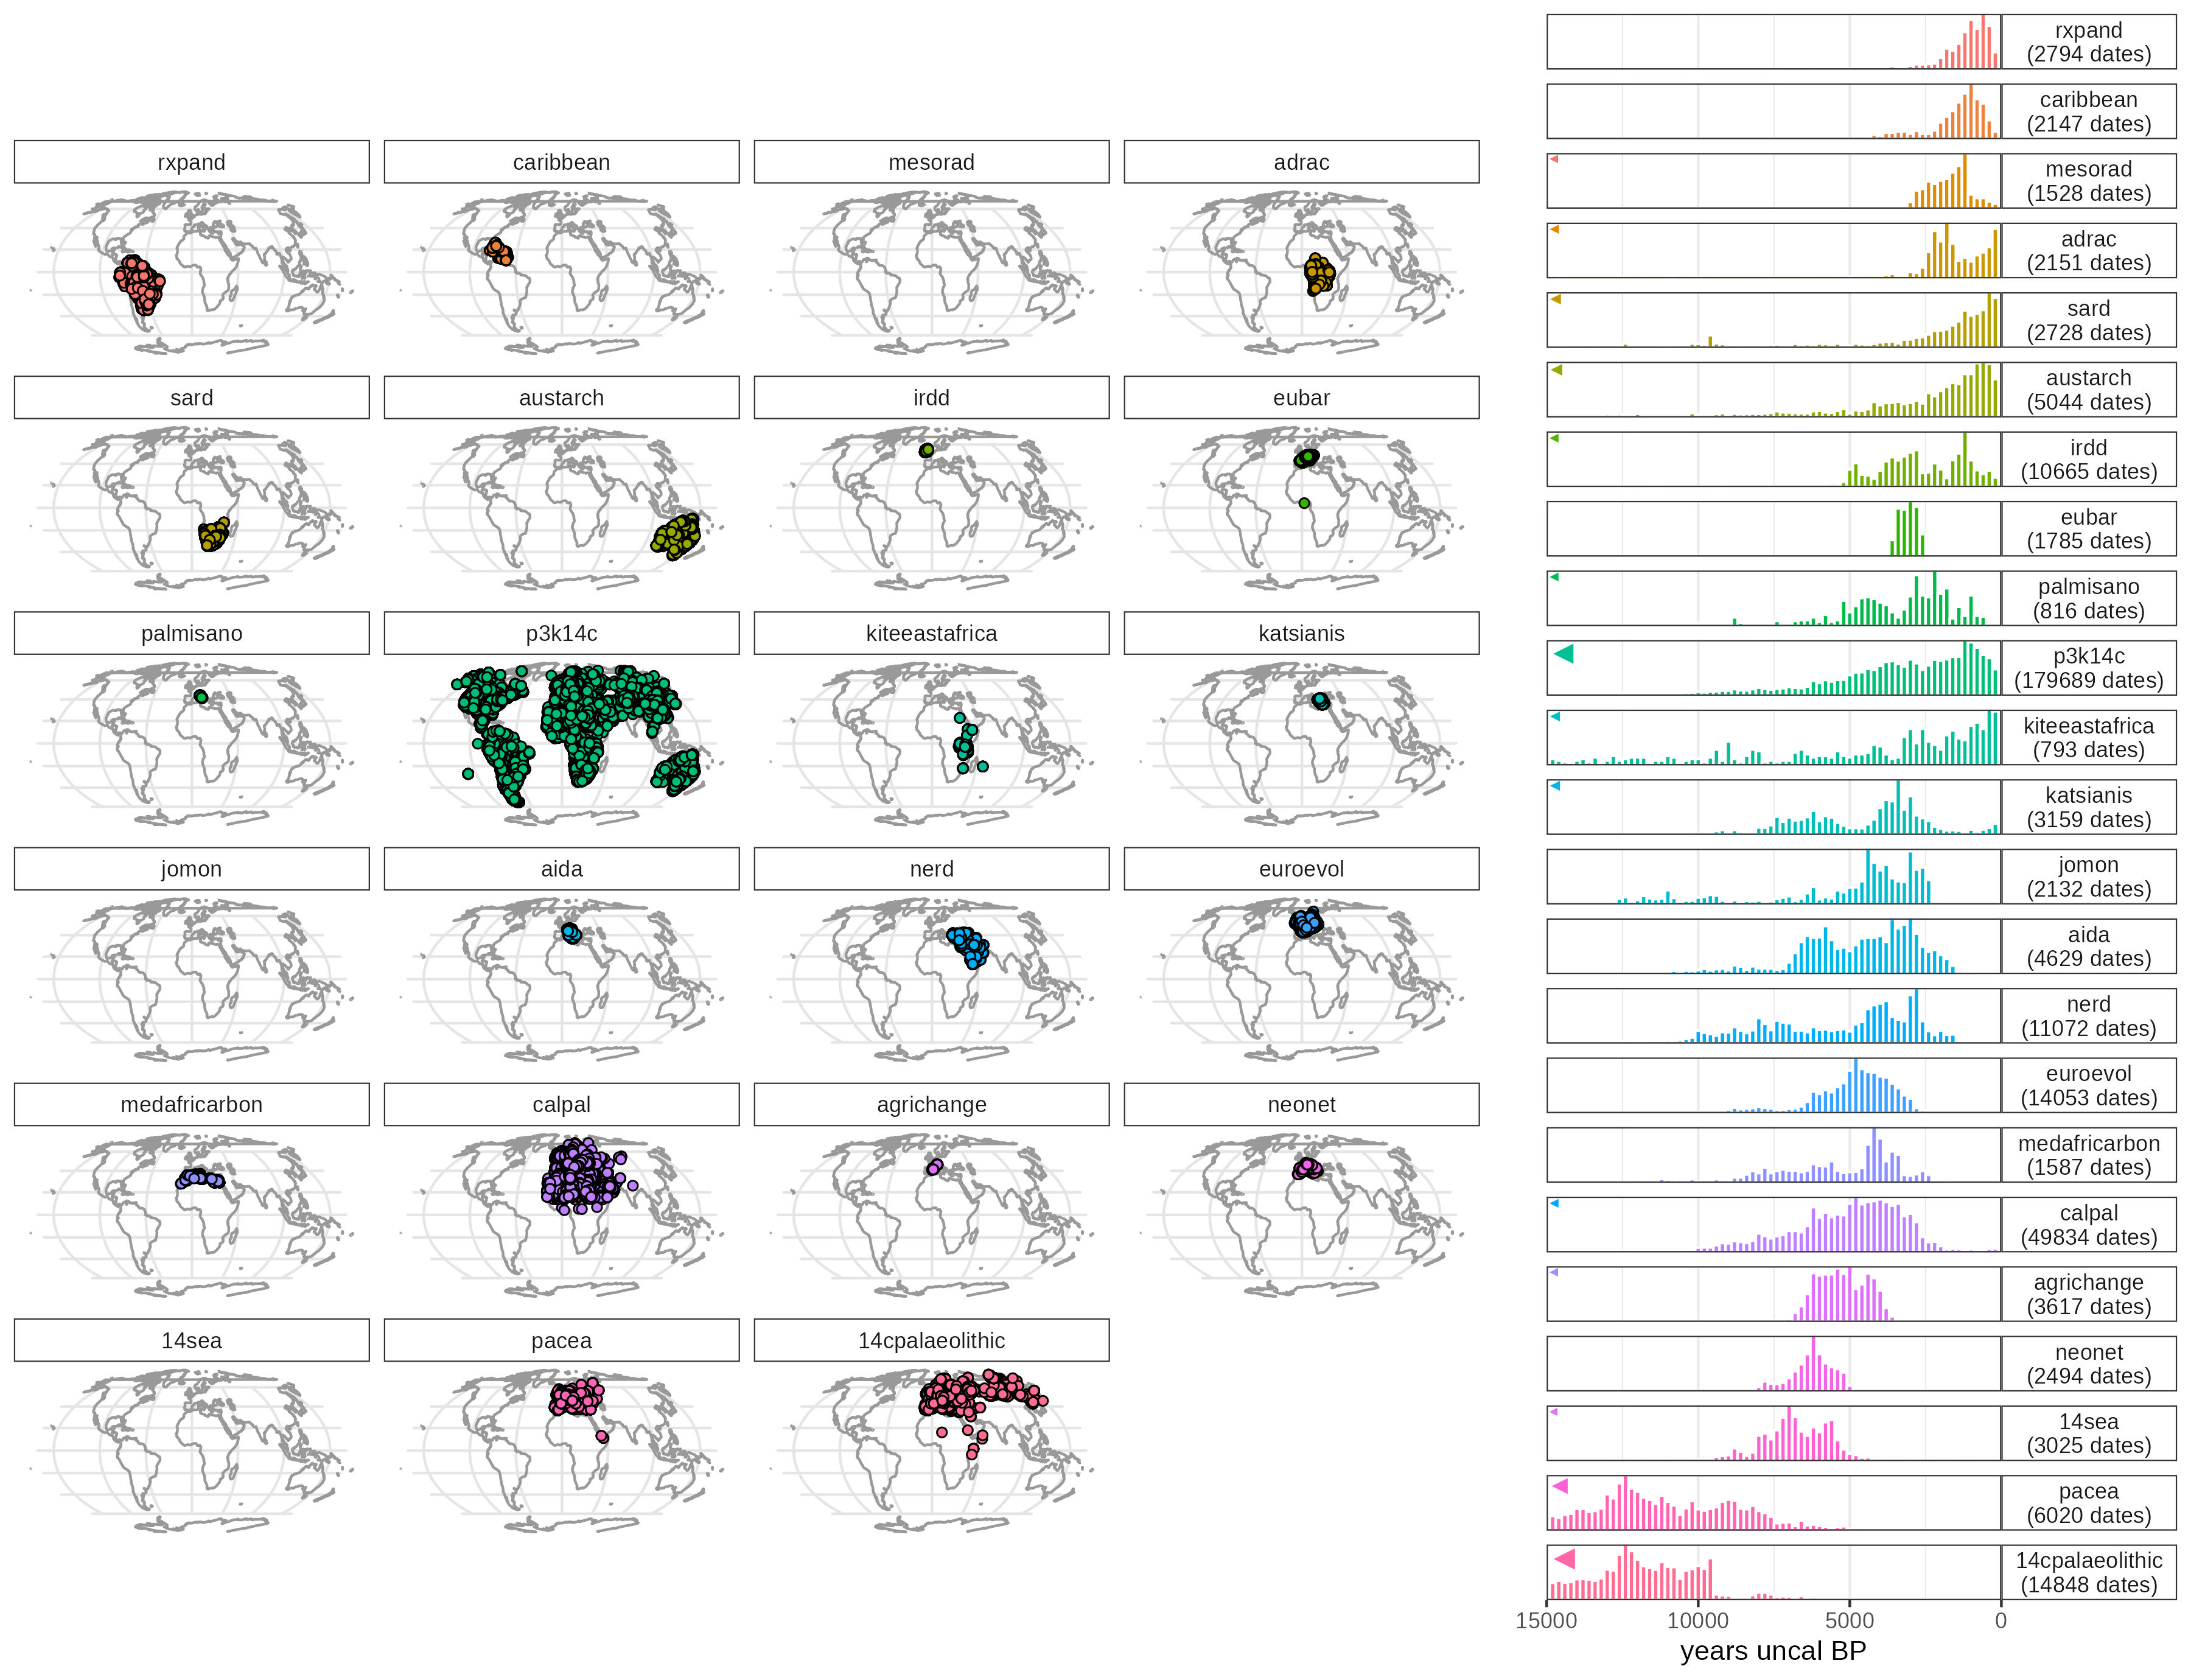 rxpand
caribbean
mesorad
adrac
sard
austarch
irdd
eubar
palmisano
p3k14c
kiteeastafrica
katsianis
jomon
aida
nerd
euroevol
medafricarbon
calpal
agrichange
neonet
14sea
pacea
14cpalaeolithic
rxpand
(2794 dates)
caribbean
(2147 dates)
mesorad
(1528 dates)
adrac
(2151 dates)
sard
(2728 dates)
austarch
(5044 dates)
irdd
(10665 dates)
eubar
(1785 dates)
palmisano
(816 dates)
p3k14c
(179689 dates)
kiteeastafrica
(793 dates)
katsianis
(3159 dates)
jomon
(2132 dates)
aida
(4629 dates)
nerd
(11072 dates)
euroevol
(14053 dates)
medafricarbon
(1587 dates)
calpal
(49834 dates)
agrichange
(3617 dates)
neonet
(2494 dates)
14sea
(3025 dates)
pacea
(6020 dates)
14cpalaeolithic
(14848 dates)
15000 10000 5000 0
years uncal BP